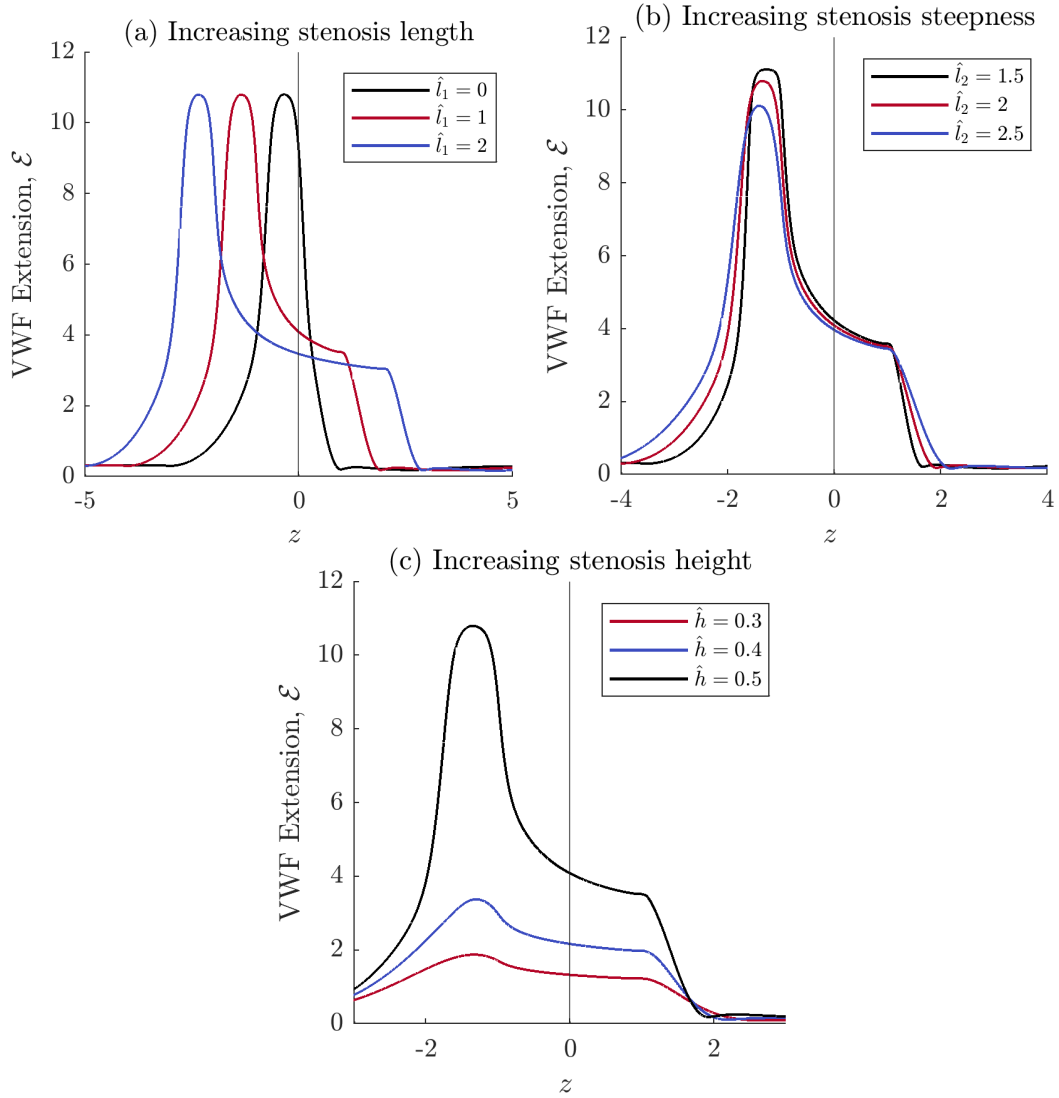 (a) Increasing stenosis length
12
10
8
6
4
2
0
-5
0
5
z
VWF Extension, ℰ
l̂₁ = 0
l̂₁ = 1
l̂₁ = 2
(b) Increasing stenosis steepness
12
10
8
6
4
2
0
-4
-2
0
2
4
z
VWF Extension, ℰ
l̂₂ = 1.5
l̂₂ = 2
l̂₂ = 2.5
(c) Increasing stenosis height
12
10
8
6
4
2
0
-2
0
2
z
VWF Extension, ℰ
ĥ = 0.3
ĥ = 0.4
ĥ = 0.5